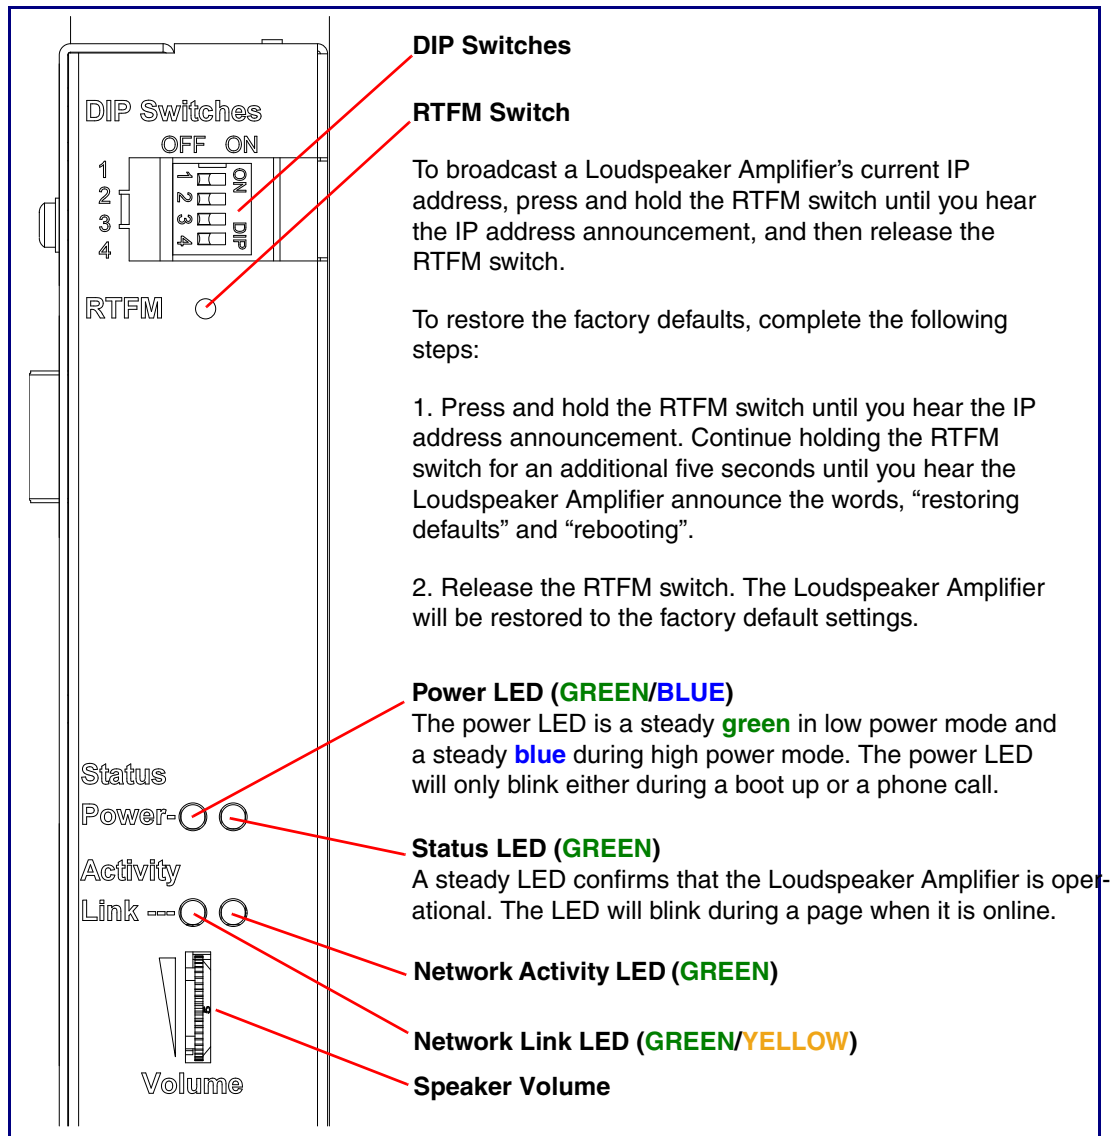 DIP Switches
RTFM Switch
To broadcast a Loudspeaker Amplifier’s current IP
address, press and hold the RTFM switch until you hear
the IP address announcement, and then release the
RTFM switch.
To restore the factory defaults, complete the following
steps:
1. Press and hold the RTFM switch until you hear the IP
address announcement. Continue holding the RTFM
switch for an additional five seconds until you hear the
Loudspeaker Amplifier announce the words, “restoring
defaults” and “rebooting”.
2. Release the RTFM switch. The Loudspeaker Amplifier
will be restored to the factory default settings.
Power LED (GREEN/BLUE)
The power LED is a steady green in low power mode and
a steady blue during high power mode. The power LED
will only blink either during a boot up or a phone call.
Status LED (GREEN)
A steady LED confirms that the Loudspeaker Amplifier is oper-
ational. The LED will blink during a page when it is online.
Network Activity LED (GREEN)
Network Link LED (GREEN/YELLOW)
Speaker Volume
DIP Switches
OFF ON
1
2
3
4
1 2 3 4
ON DIP
RTFM
Status
Power-
Activity
Link ---
5
Volume